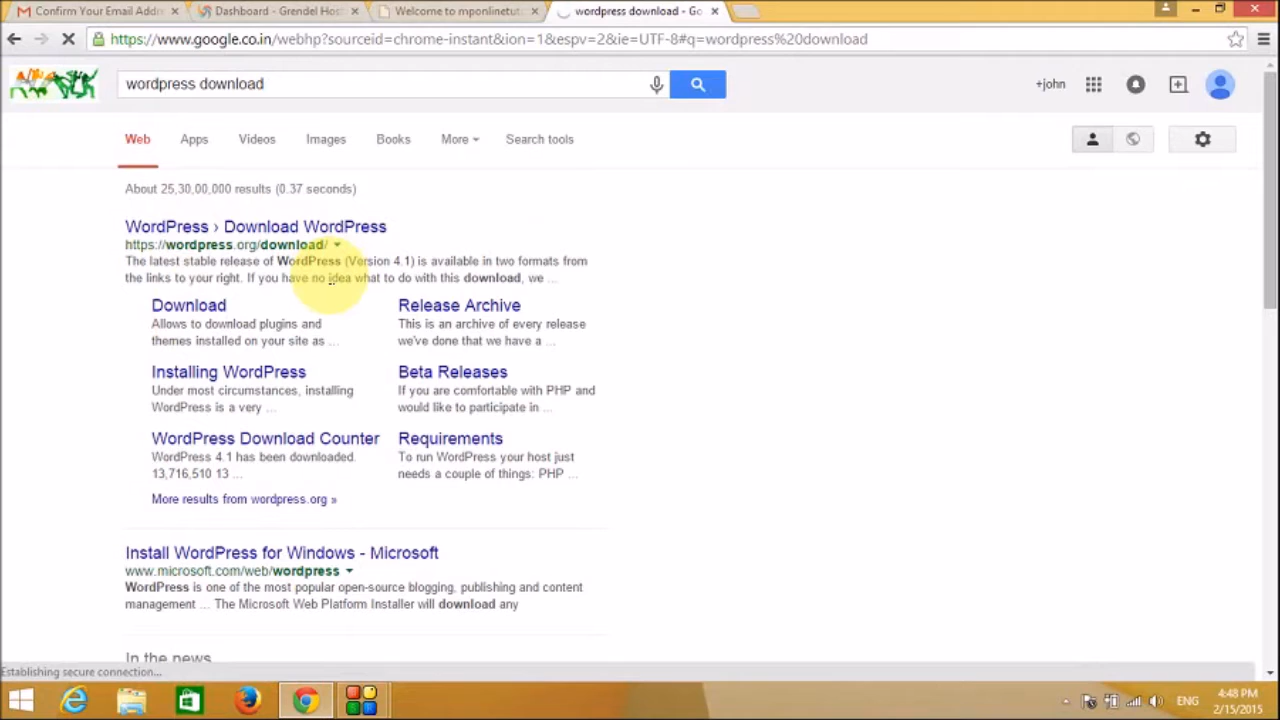 Confirm Your Email Addr
Dashboard - Grendel Hos
Welcome to mponlinetut
wordpress download - Go
https://www.google.co.in/webhp?sourceid=chrome-instant&ion=1&espv=2&ie=UTF-8#q=wordpress%20download
wordpress download
+john
Web Apps Videos Images Books More Search tools
About 25,30,00,000 results (0.37 seconds)
WordPress › Download WordPress
https://wordpress.org/download/
The latest stable release of WordPress (Version 4.1) is available in two formats from
the links to your right. If you have no idea what to do with this download, we ...
Download
Allows to download plugins and
themes installed on your site as ...
Release Archive
This is an archive of every release
we've done that we have a ...
Installing WordPress
Under most circumstances, installing
WordPress is a very ...
Beta Releases
If you are comfortable with PHP and
would like to participate in ...
WordPress Download Counter
WordPress 4.1 has been downloaded.
13,716,510 13 ...
Requirements
To run WordPress your host just
needs a couple of things: PHP ...
More results from wordpress.org »
Install WordPress for Windows - Microsoft
www.microsoft.com/web/wordpress
WordPress is one of the most popular open-source blogging, publishing and content
management ... The Microsoft Web Platform Installer will download any
In the news
Establishing secure connection...
ENG
4:48 PM
2/15/2015